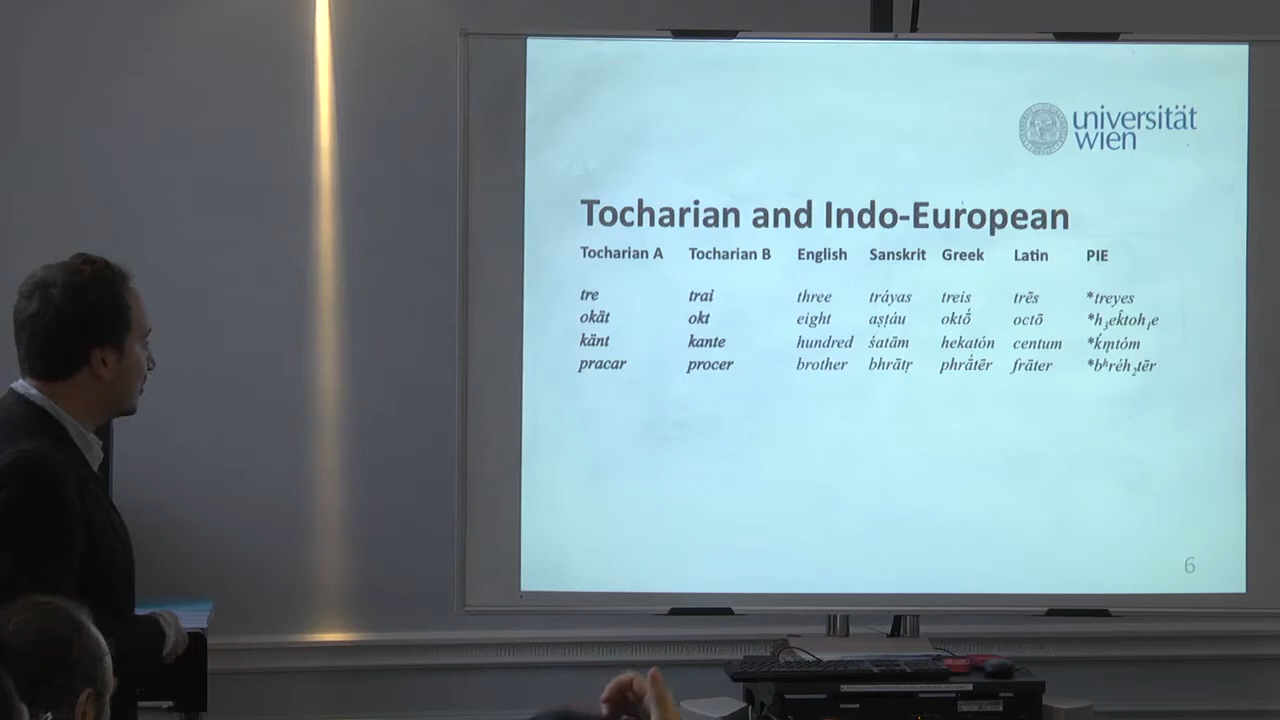 universität
wien
Tocharian and Indo-European
Tocharian A Tocharian B English Sanskrit Greek Latin PIE
tre trai three tráyas treis trēs *treyes
okät okt eight aṣṭáu oktṓ octō *h₃eḱtoh₁e
känt kante hundred śatām hekatón centum *ḱm̥tóm
pracar procer brother bhrātṛ phrā́tēr frāter *bʰréh₂tēr
6